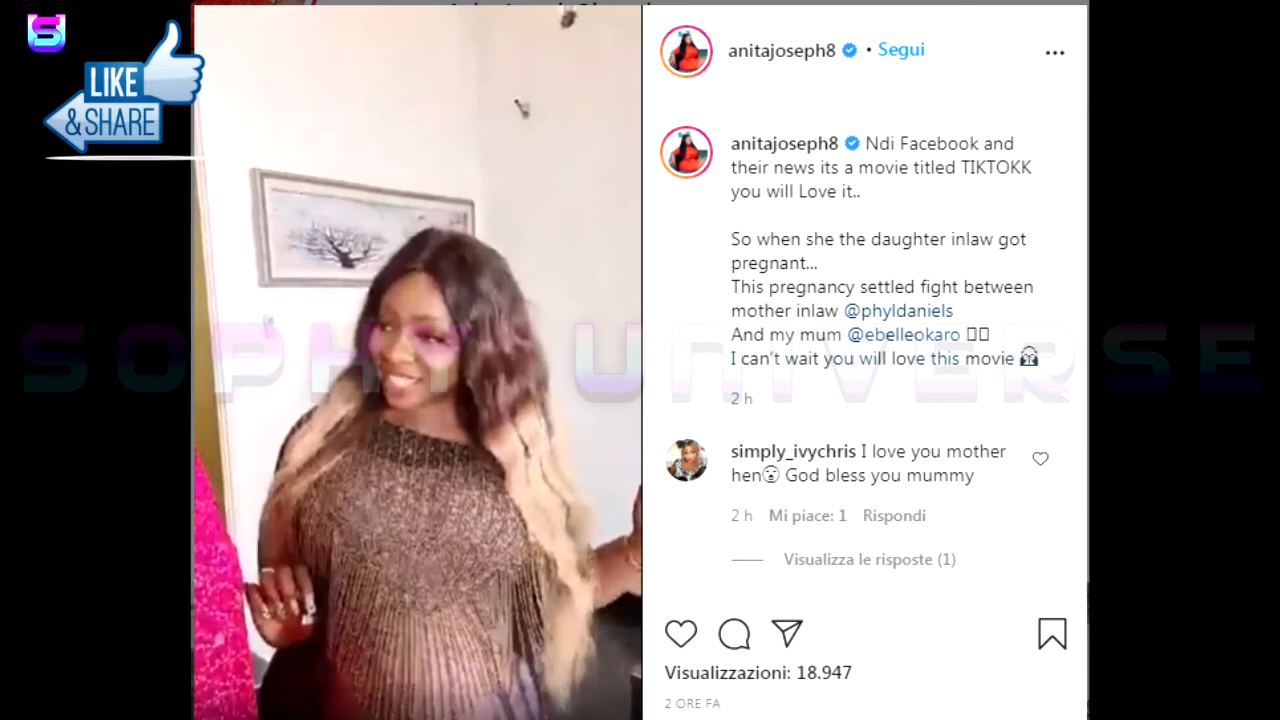 S
LIKE
& SHARE
anitajoseph8 • Segui
anitajoseph8 Ndi Facebook and
their news its a movie titled TIKTOKK
you will Love it..
So when she the daughter inlaw got
pregnant...
This pregnancy settled fight between
mother inlaw @phyldaniels
And my mum @ebelleokaro
I can't wait you will love this movie
2 h
simply_ivychris I love you mother
hen God bless you mummy
2 h Mi piace: 1 Rispondi
Visualizza le risposte (1)
Visualizzazioni: 18.947
2 ORE FA
SOPHY UNIVERSE